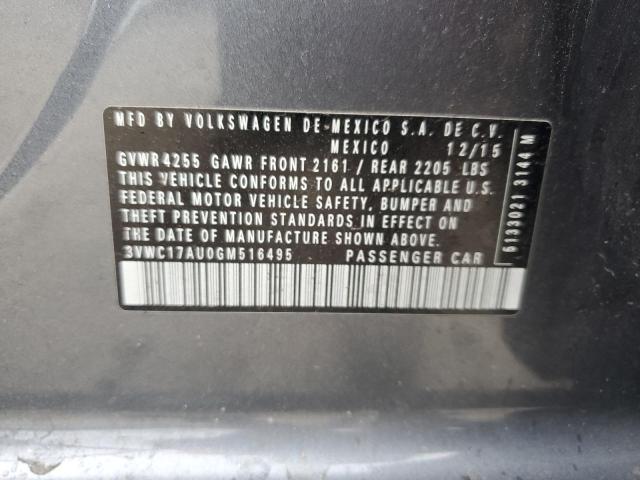 MFD BY VOLKSWAGEN DE MEXICO S.A. DE C.V.
MEXICO 12/15
GVWR 4255 GAWR FRONT 2161 / REAR 2205 LBS
THIS VEHICLE CONFORMS TO ALL APPLICABLE U.S.
FEDERAL MOTOR VEHICLE SAFETY, BUMPER AND
THEFT PREVENTION STANDARDS IN EFFECT ON
THE DATE OF MANUFACTURE SHOWN ABOVE.
3VWC17AU0GM516495 PASSENGER CAR
5133021 3144 M